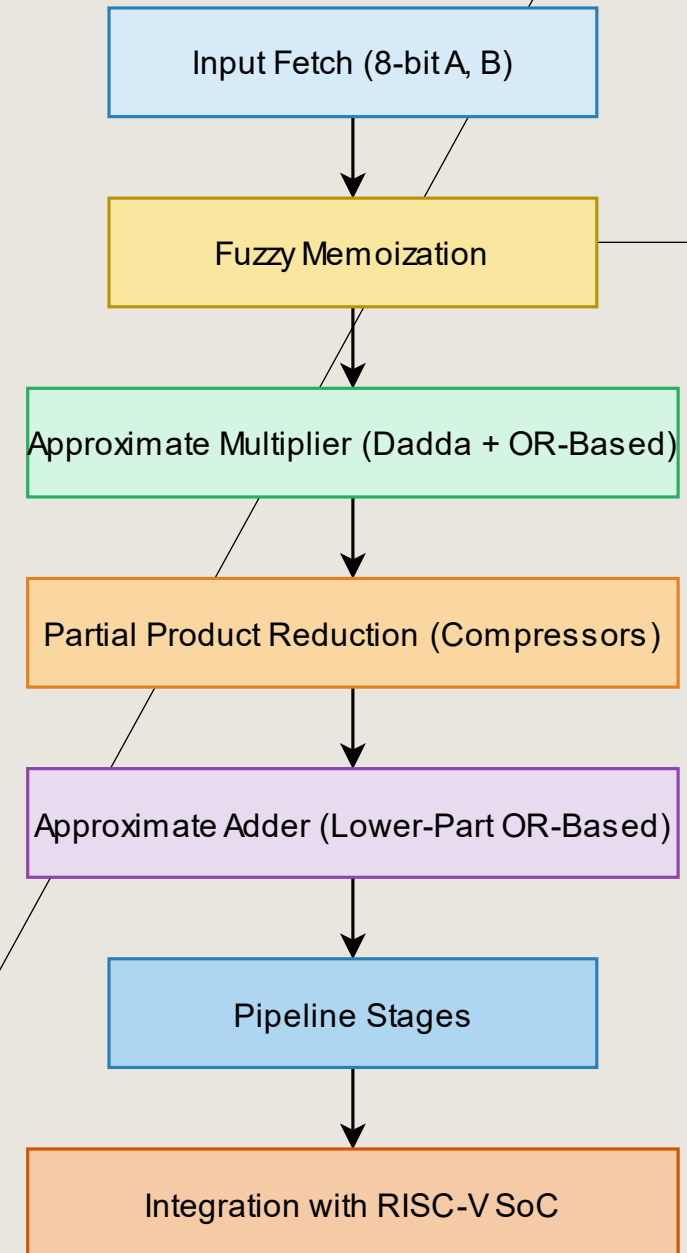 Input Fetch (8-bit A, B)
Fuzzy Memoization
Approximate Multiplier (Dadda + OR-Based)
Partial Product Reduction (Compressors)
Approximate Adder (Lower-Part OR-Based)
Pipeline Stages
Integration with RISC-V SoC